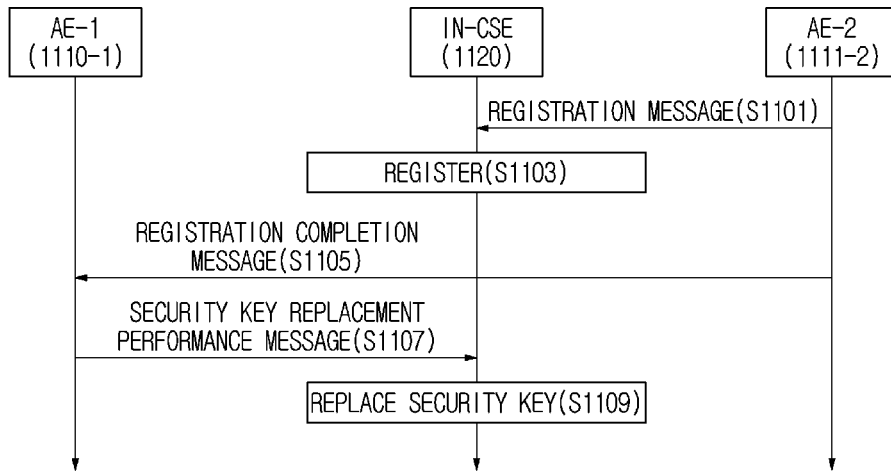 AE-1
(1110-1)
IN-CSE
(1120)
AE-2
(1111-2)
REGISTRATION MESSAGE(S1101)
REGISTER(S1103)
REGISTRATION COMPLETION
MESSAGE(S1105)
SECURITY KEY REPLACEMENT
PERFORMANCE MESSAGE(S1107)
REPLACE SECURITY KEY(S1109)